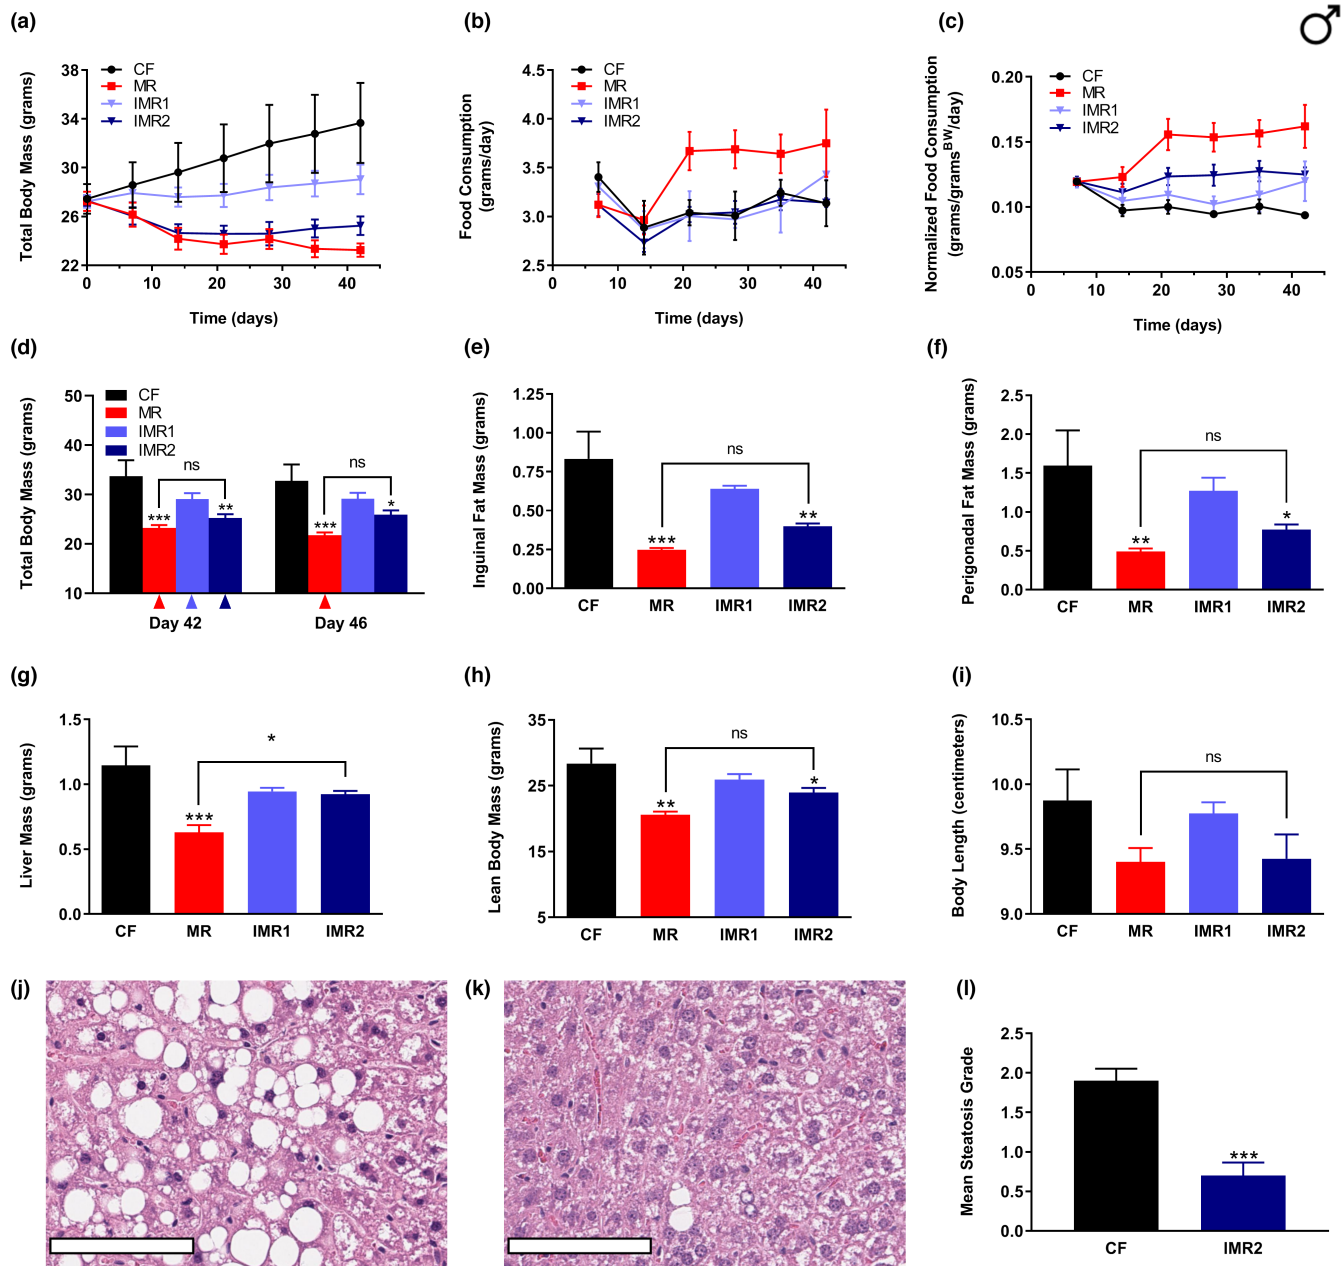 (a)
Total Body Mass (grams)
38
34
30
26
22
0
10
20
30
40
Time (days)
CF
MR
IMR1
IMR2
(b)
Food Consumption
(grams/day)
4.5
4.0
3.5
3.0
2.5
0
10
20
30
40
Time (days)
CF
MR
IMR1
IMR2
(c)
Normalized Food Consumption
(grams/grams^BW/day)
0.20
0.15
0.10
0.05
0
10
20
30
40
Time (days)
CF
MR
IMR1
IMR2
(d)
Total Body Mass (grams)
50
40
30
20
10
CF
MR
IMR1
IMR2
ns
***
**
ns
***
*
Day 42
Day 46
(e)
Inguinal Fat Mass (grams)
1.25
1.00
0.75
0.50
0.25
0.00
ns
***
**
CF
MR
IMR1
IMR2
(f)
Perigonadal Fat Mass (grams)
2.5
2.0
1.5
1.0
0.5
0.0
ns
**
*
CF
MR
IMR1
IMR2
(g)
Liver Mass (grams)
1.5
1.0
0.5
0.0
*
***
CF
MR
IMR1
IMR2
(h)
Lean Body Mass (grams)
35
25
15
5
ns
**
*
CF
MR
IMR1
IMR2
(i)
Body Length (centimeters)
10.5
10.0
9.5
9.0
ns
CF
MR
IMR1
IMR2
(j)
(k)
(l)
Mean Steatosis Grade
2.5
2.0
1.5
1.0
0.5
0.0
***
CF
IMR2